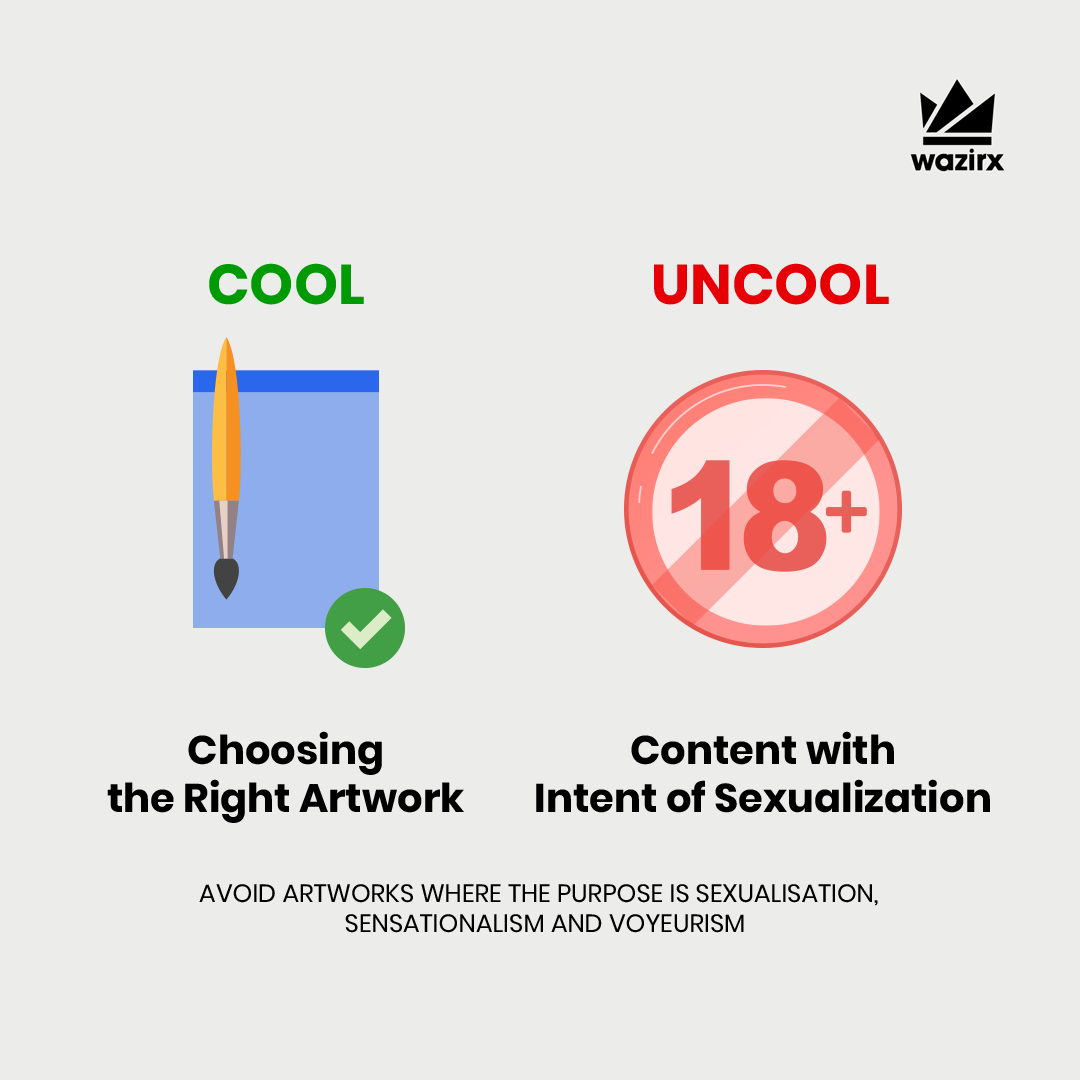 wazirx
COOL
UNCOOL
18+
Choosing
the Right Artwork
Content with
Intent of Sexualization
AVOID ARTWORKS WHERE THE PURPOSE IS SEXUALISATION,
SENSATIONALISM AND VOYEURISM